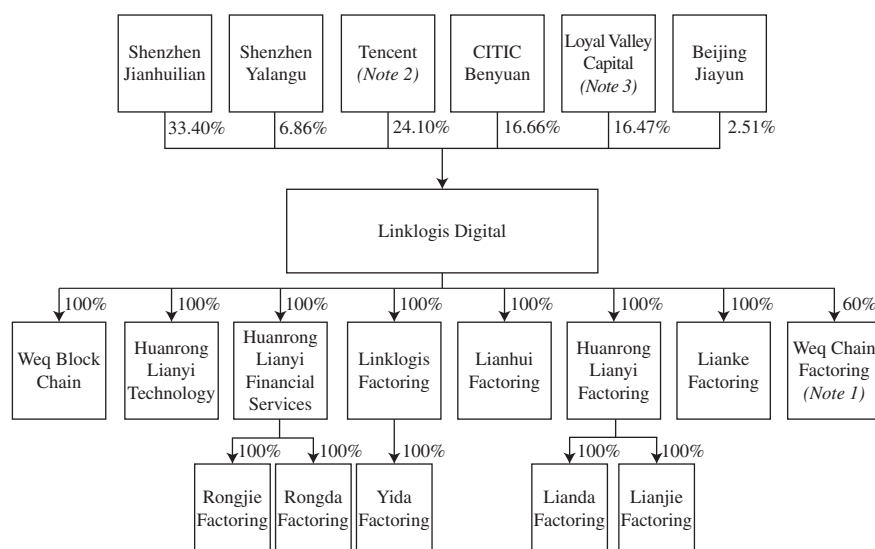 Shenzhen
Jianhuilian
Shenzhen
Yalangu
Tencent
(Note 2)
CITIC
Benyuan
Loyal Valley
Capital
(Note 3)
Beijing
Jiayun
33.40%
6.86%
24.10%
16.66%
16.47%
2.51%
Linklogis Digital
100%
100%
100%
100%
100%
100%
100%
60%
Weq Block
Chain
Huanrong
Lianyi
Technology
Huanrong
Lianyi
Financial
Services
Linklogis
Factoring
Lianhui
Factoring
Huanrong
Lianyi
Factoring
Lianke
Factoring
Weq Chain
Factoring
(Note 1)
100%
100%
100%
100%
100%
Rongjie
Factoring
Rongda
Factoring
Yida
Factoring
Lianda
Factoring
Lianjie
Factoring